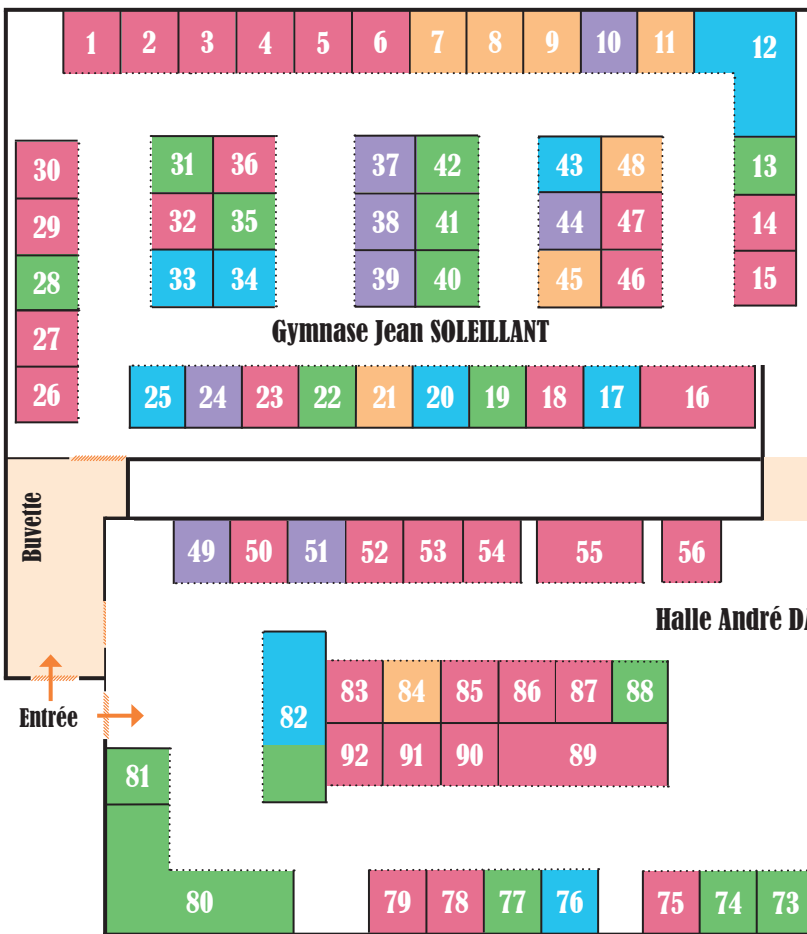 1 2 3 4 5 6 7 8 9 10 11 12
30 31 36 37 42 43 48 13
29 32 35 38 41 44 47 14
28 33 34 39 40 45 46 15
27 Gymnase Jean SOLEILLANT
26 25 24 23 22 21 20 19 18 17 16
Buvette
49 50 51 52 53 54 55 56
Halle André
82 83 84 85 86 87 88
Entrée
92 91 90 89
81
80 79 78 77 76 75 74 73